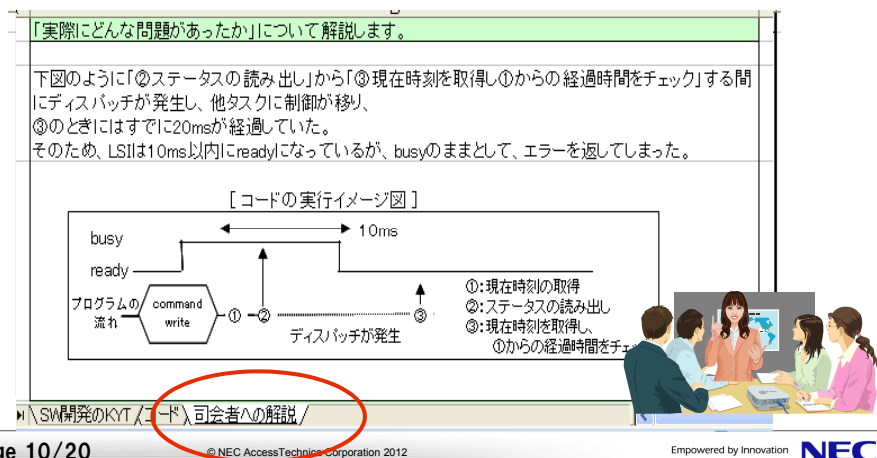 「実際にどんな問題があったか」について解説します。
下図のように「②ステータスの読み出し」から「③現在時刻を取得し①からの経過時間をチェック」する間
にディスパッチが発生し、他タスクに制御が移り、
③のときにはすでに20msが経過していた。
そのため、LSIは10ms以内にreadyになっているが、busyのままとして、エラーを返してしまった。
[コードの実行イメージ図]
busy
10ms
ready
プログラムの
流れ
command
write
①
②
ディスパッチが発生
③
①:現在時刻の取得
②:ステータスの読み出し
③:現在時刻を取得し、
①からの経過時間をチェ
SW開発のKYT
コード
司会者への解説
ge 10/20
© NEC AccessTechnica Corporation 2012
Empowered by Innovation
NEC